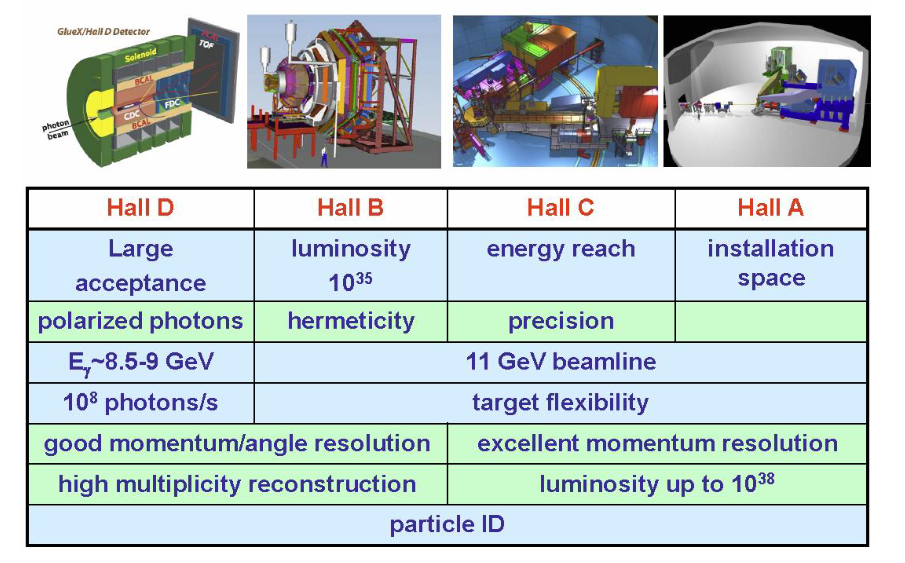 GlueX/Hall D Detector
FCAL
TOF
Solenoid
BCAL
FDC
CDC
BCAL
photon
beam
Hall D Hall B Hall C Hall A
Large
acceptance
luminosity
10³⁵
energy reach
installation
space
polarized photons hermeticity precision
Eγ~8.5-9 GeV 11 GeV beamline
10⁸ photons/s target flexibility
good momentum/angle resolution excellent momentum resolution
high multiplicity reconstruction luminosity up to 10³⁸
particle ID